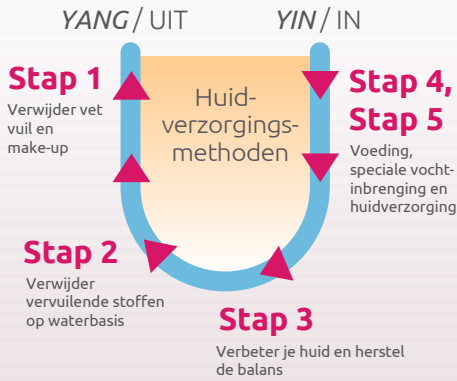 YANG / UIT
YIN / IN
Huid-
verzorgings-
methoden
Stap 1
Verwijder vet
vuil en
make-up
Stap 2
Verwijder
vervuilende stoffen
op waterbasis
Stap 3
Verbeter je huid en herstel
de balans
Stap 4,
Stap 5
Voeding,
speciale vocht-
inbrenging en
huidverzorging